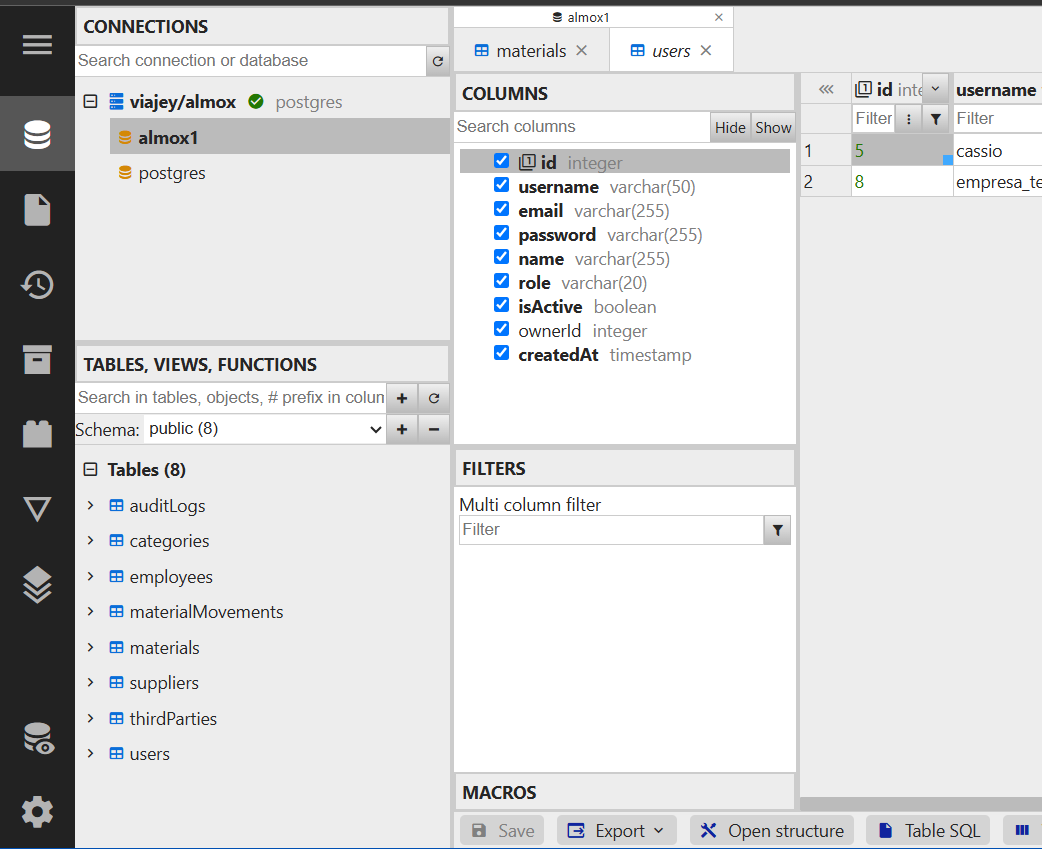 CONNECTIONS
Search connection or database
viajey/almox postgres
almox1
postgres
TABLES, VIEWS, FUNCTIONS
Search in tables, objects, # prefix in colum
Schema: public (8)
Tables (8)
auditLogs
categories
employees
materialMovements
materials
suppliers
thirdParties
users
almox1
materials
users
COLUMNS
Search columns
Hide Show
id integer
username varchar(50)
email varchar(255)
password varchar(255)
name varchar(255)
role varchar(20)
isActive boolean
ownerId integer
createdAt timestamp
FILTERS
Multi column filter
Filter
MACROS
id inte username
Filter Filter
1 5 cassio
2 8 empresa_te
Save Export Open structure Table SQL